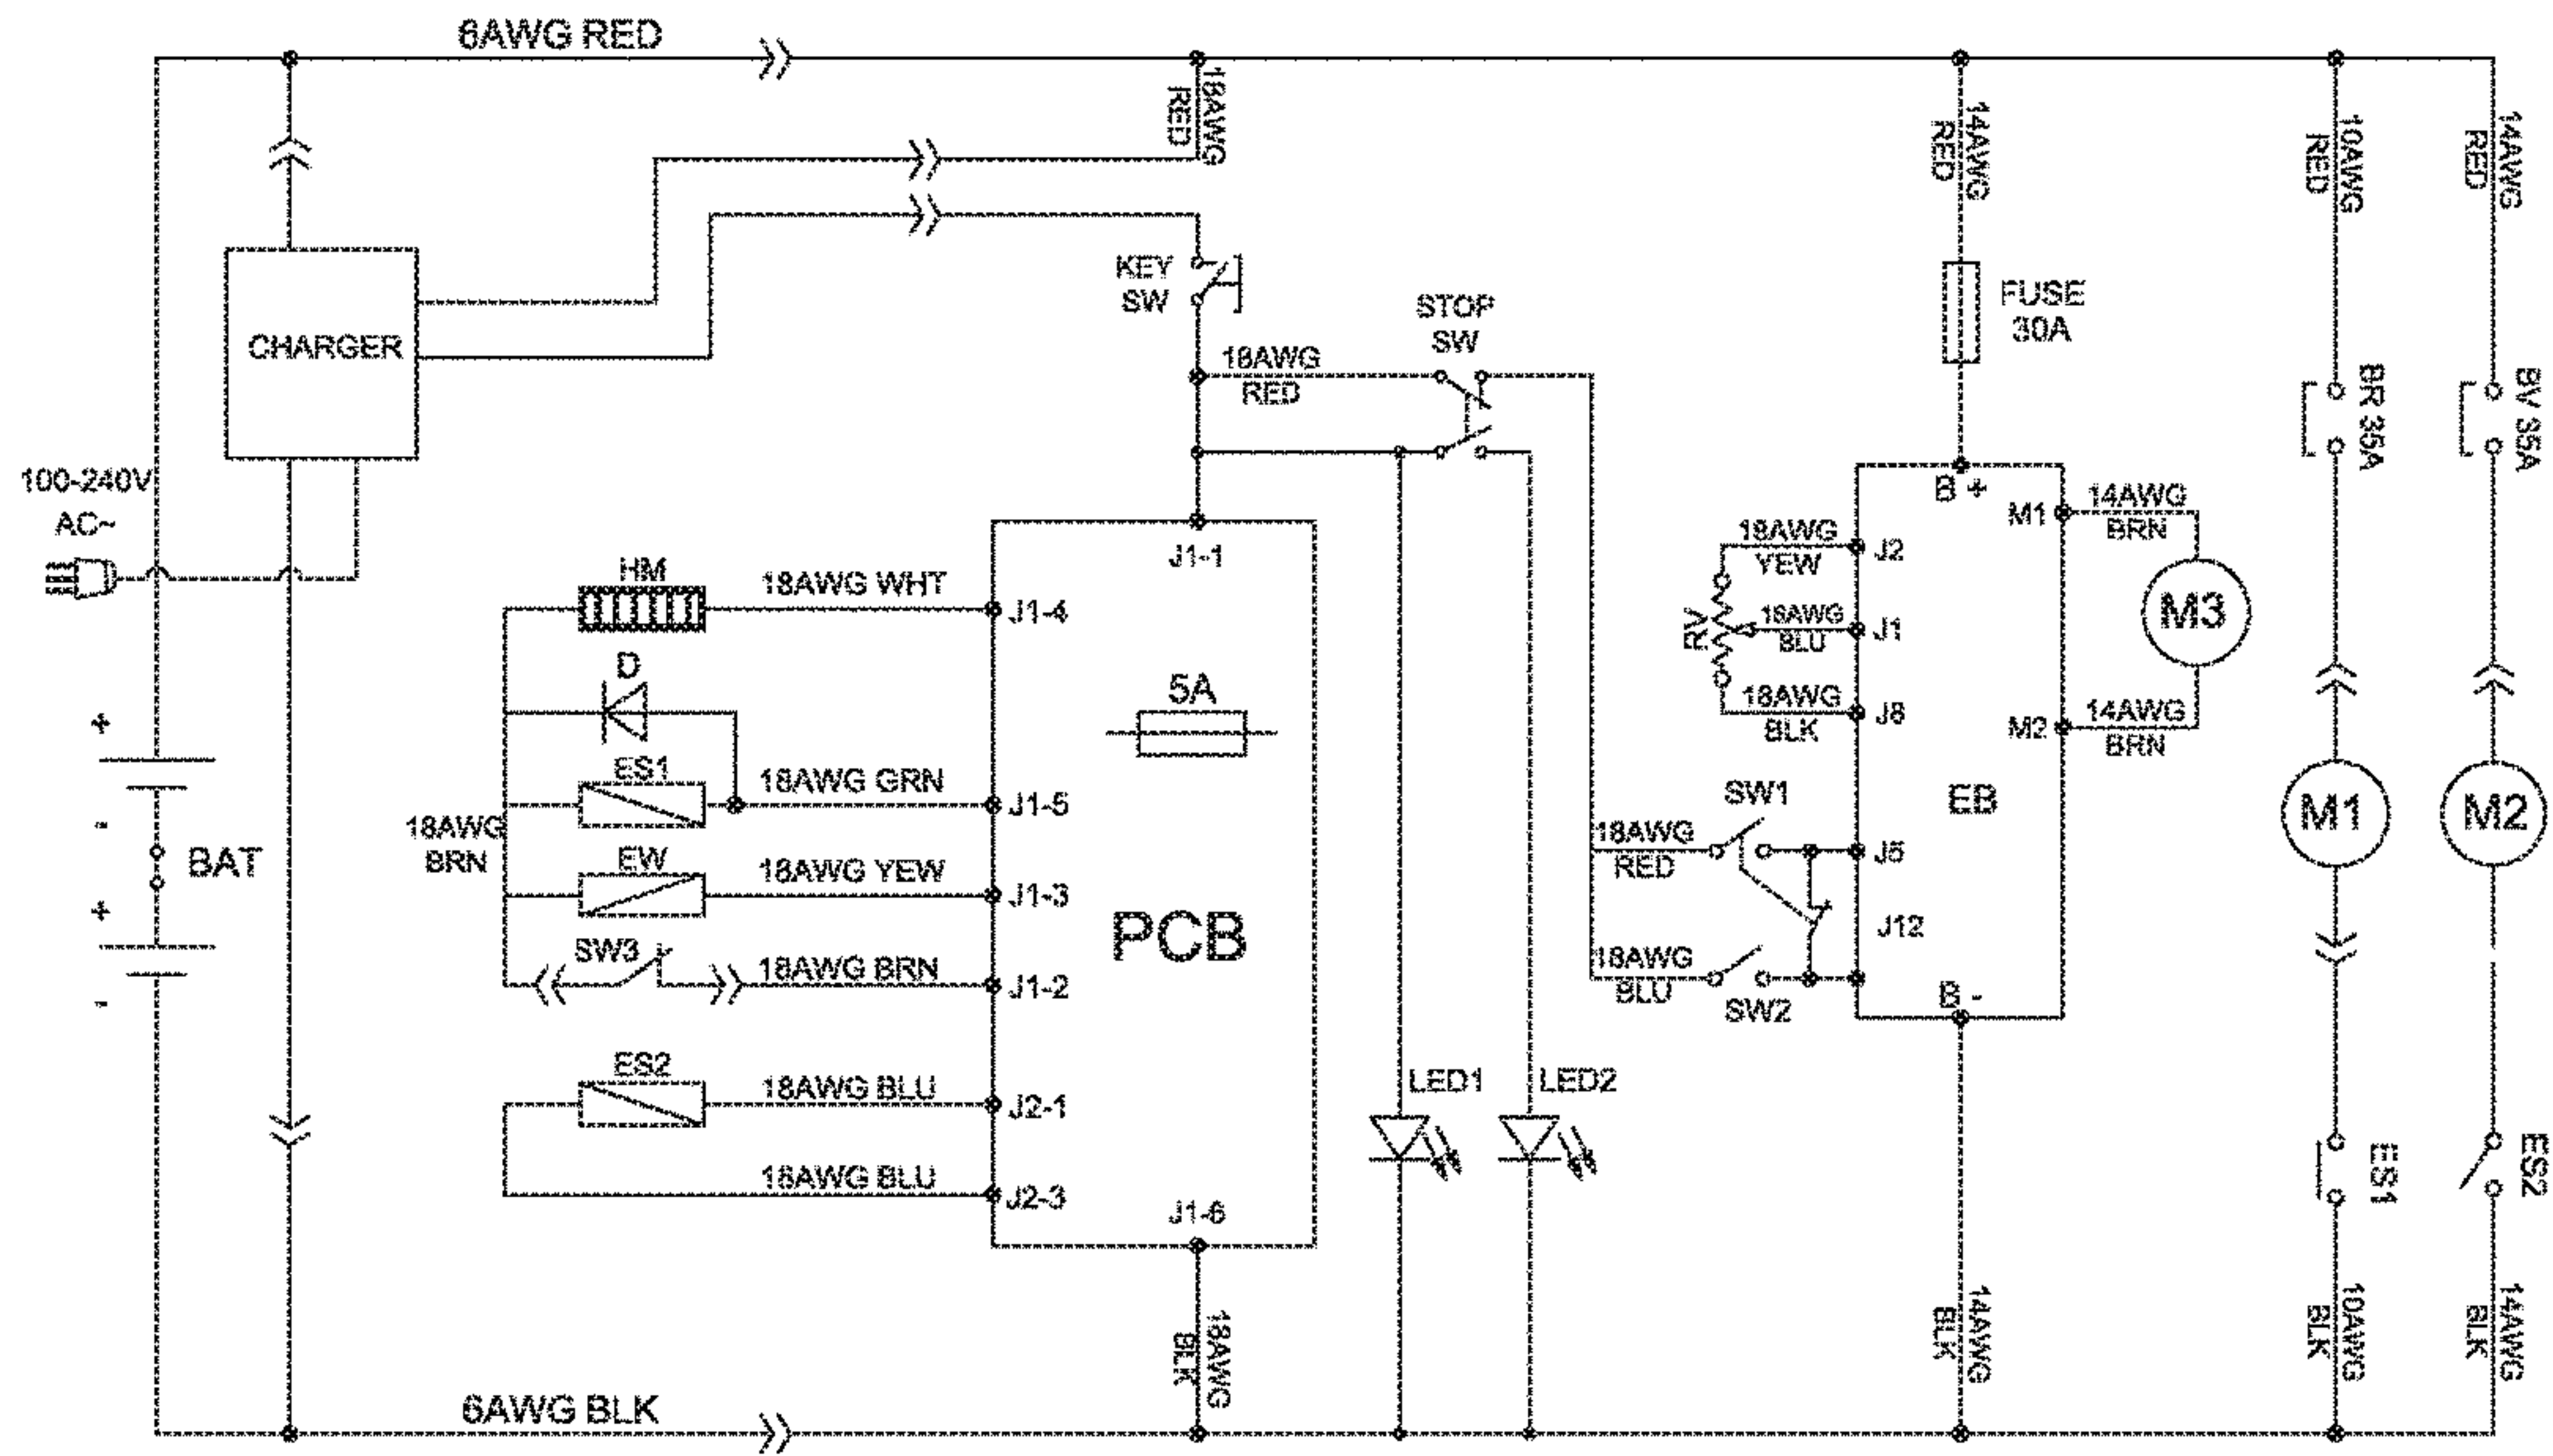 6AWG RED
18AWG
RED
14AWG
RED
10AWG
RED
14AWG
RED
KEY
SW
STOP
SW
FUSE
30A
CHARGER
18AWG
RED
BR 35A
BV 35A
100-240V
AC~
B +
M1
14AWG
BRN
18AWG
YEW
J2
J1-1
HM
18AWG WHT
J1-4
RV
18AWG
BLU
J1
M3
D
5A
18AWG
BLK
J8
M2
14AWG
BRN
+
ES1
18AWG GRN
J1-5
SW1
EB
M1
M2
-
18AWG
BRN
18AWG
RED
J5
BAT
EW
18AWG YEW
J1-3
+
PCB
J12
SW3
18AWG BRN
J1-2
18AWG
BLU
SW2
B -
-
ES2
18AWG BLU
J2-1
LED1
LED2
ES1
ES2
18AWG BLU
J2-3
J1-6
18AWG
BLK
14AWG
BLK
10AWG
BLK
14AWG
BLK
6AWG BLK